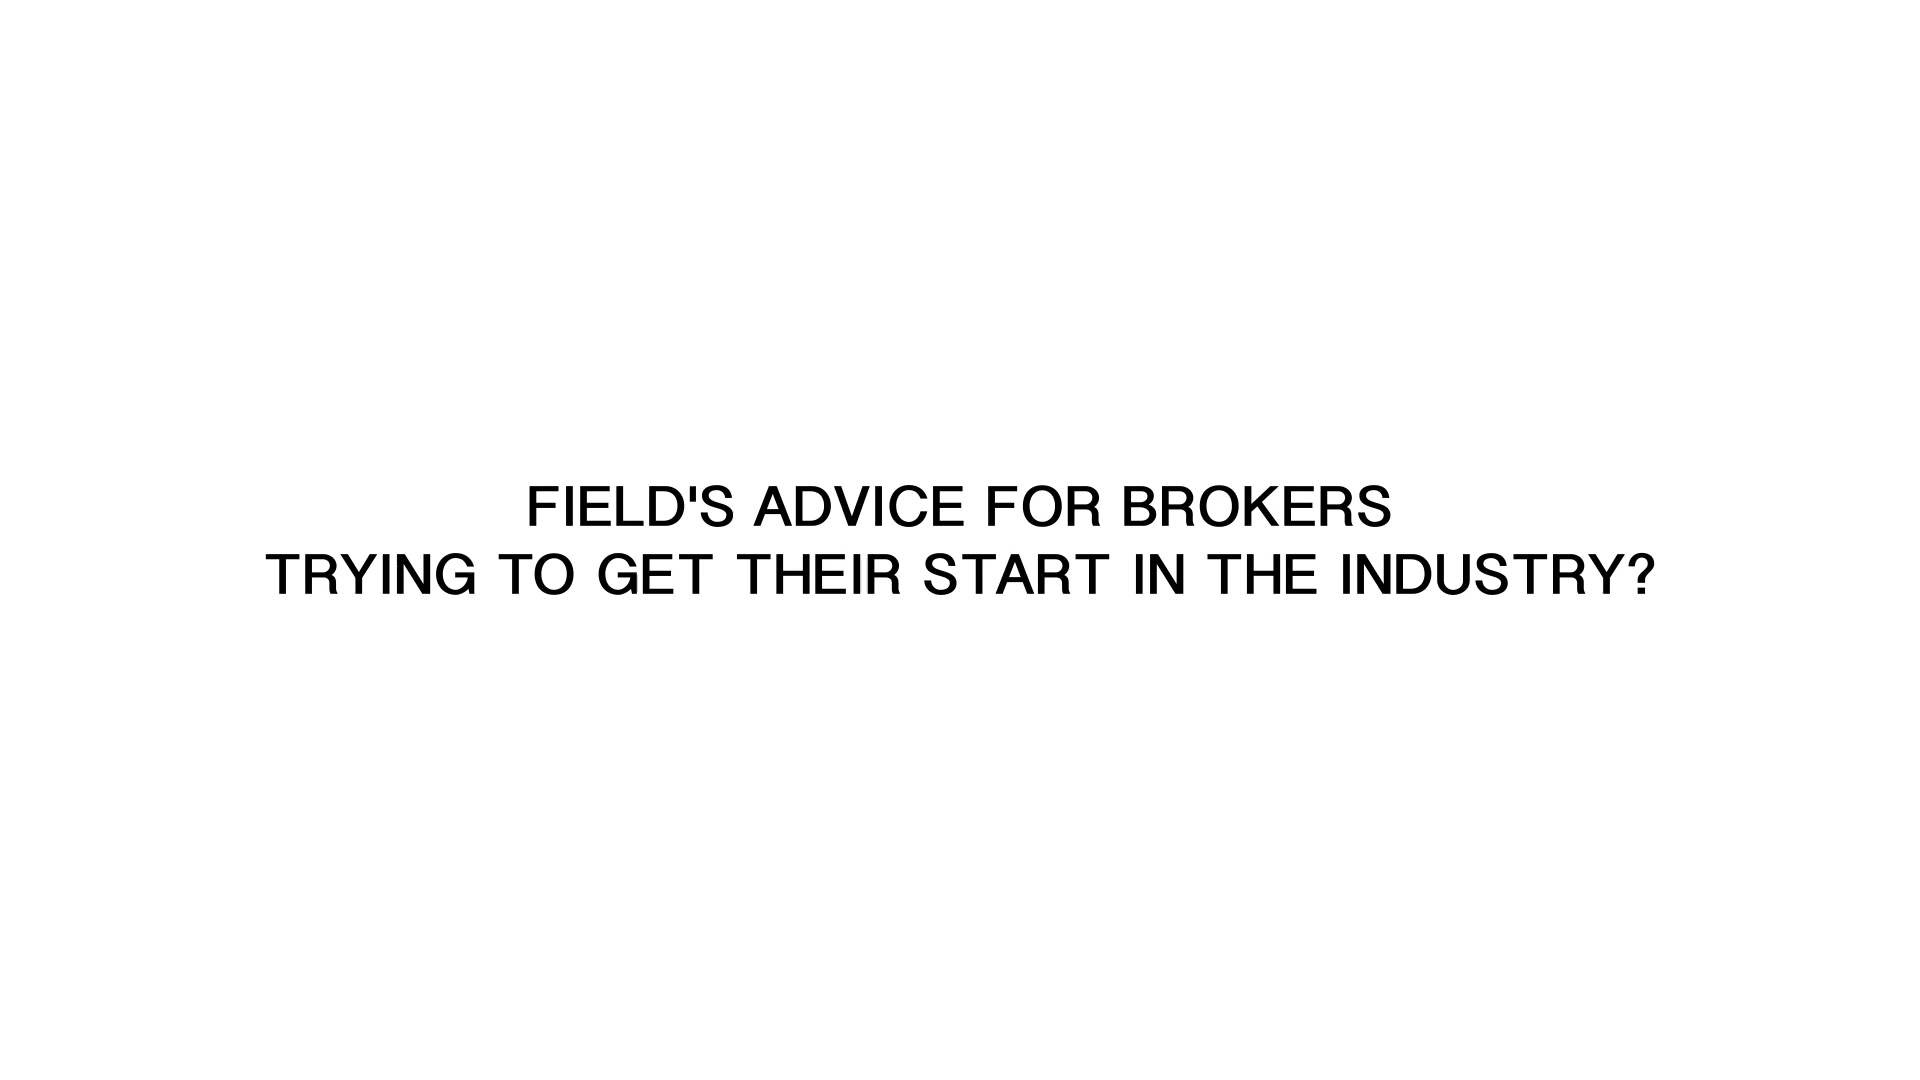 FIELD'S ADVICE FOR BROKERS
TRYING TO GET THEIR START IN THE INDUSTRY?